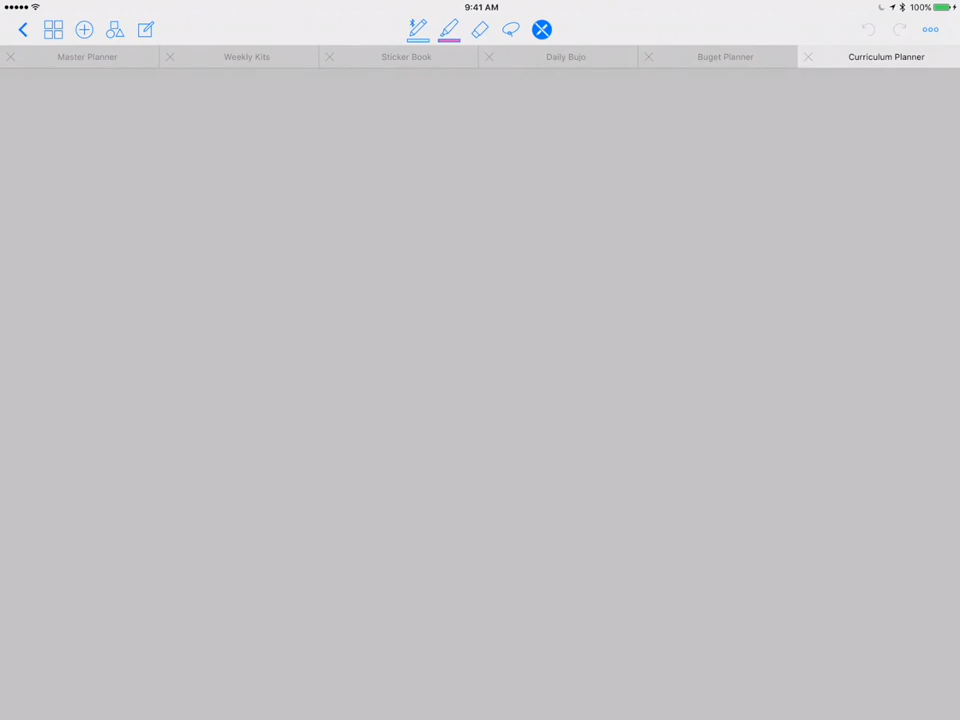 9:41 AM
100%
Master Planner
Weekly Kits
Sticker Book
Daily Bujo
Buget Planner
Curriculum Planner